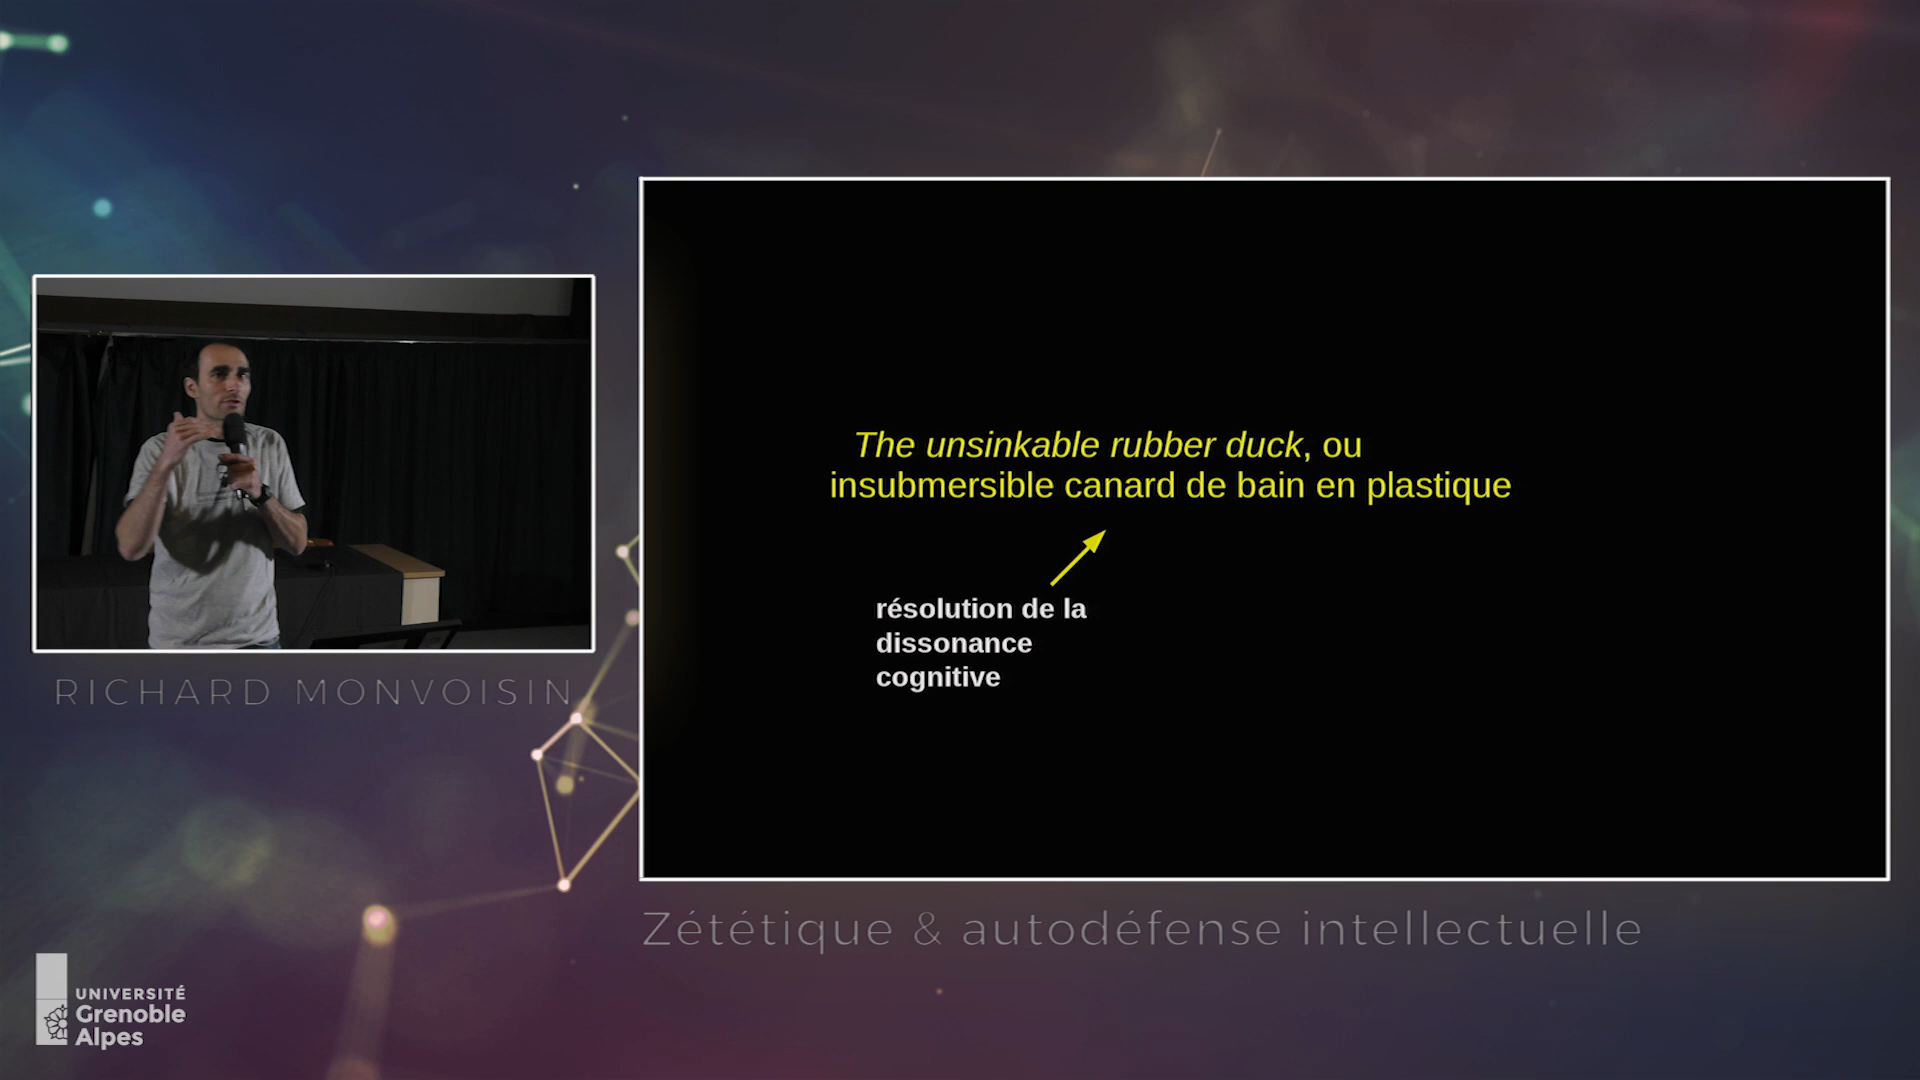 The unsinkable rubber duck, ou
insubmersible canard de bain en plastique
résolution de la
dissonance
cognitive
RICHARD MONVOISIN
Zététique & autodéfense intellectuelle
UNIVERSITÉ
Grenoble
Alpes